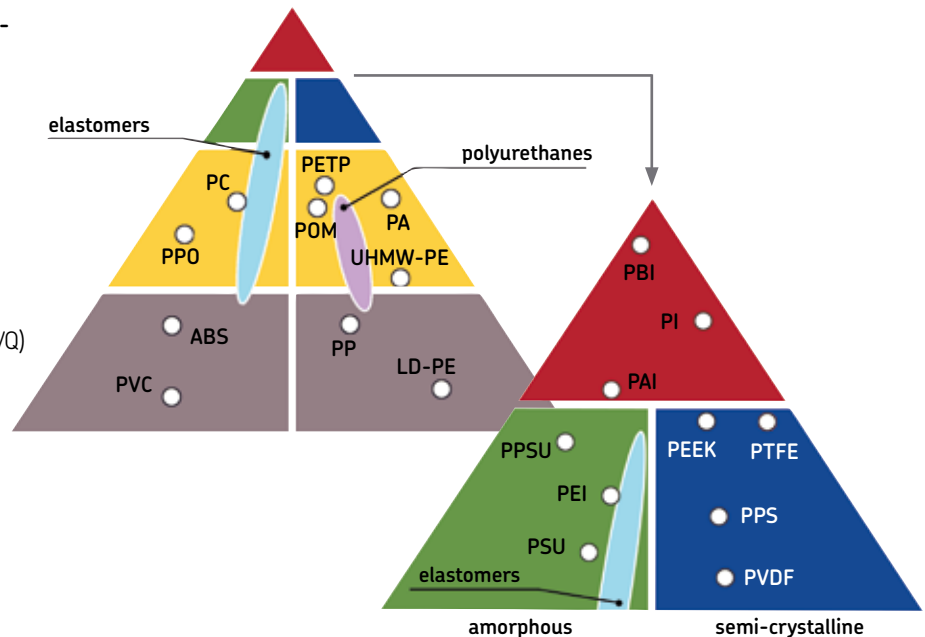 -
elastomers
polyurethanes
PETP
PC
POM
PA
PPO
UHMW-PE
/Q)
ABS
PP
PVC
LD-PE
PBI
PI
PAI
PPSU
PEEK
PTFE
PEI
PPS
PSU
elastomers
PVDF
amorphous
semi-crystalline